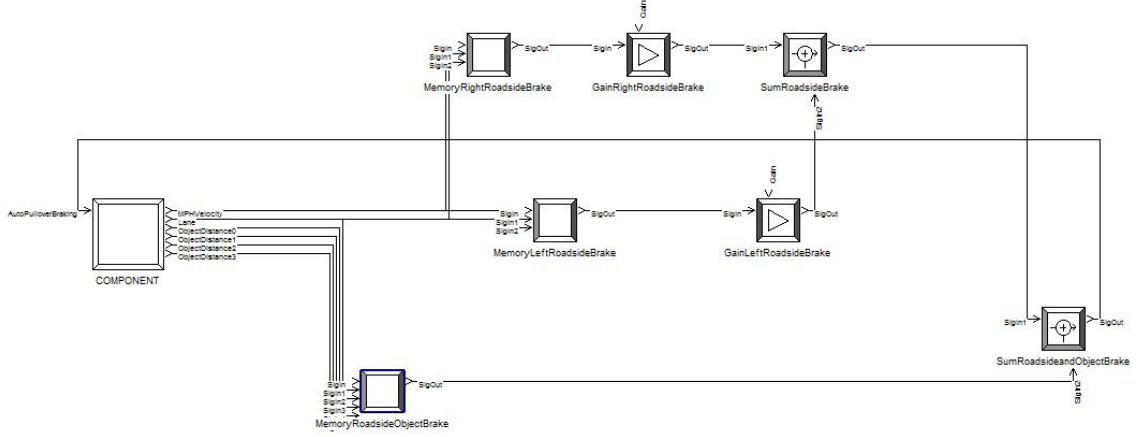 Gain
SigIn
SigIn1
SigIn2
SigOut
MemoryRightRoadsideBrake
SigIn
SigOut
GainRightRoadsideBrake
SigIn1
SigOut
SumRoadsideBrake
SigIn2
AutoPulloverBraking
MPHVelocity
Lane
ObjectDistance0
ObjectDistance1
ObjectDistance2
ObjectDistance3
COMPONENT
SigIn
SigIn1
SigIn2
SigOut
MemoryLeftRoadsideBrake
Gain
SigIn
SigOut
GainLeftRoadsideBrake
SigIn1
SigOut
SumRoadsideandObjectBrake
SigIn2
SigIn
SigIn1
SigIn2
SigIn3
SigOut
MemoryRoadsideObjectBrake